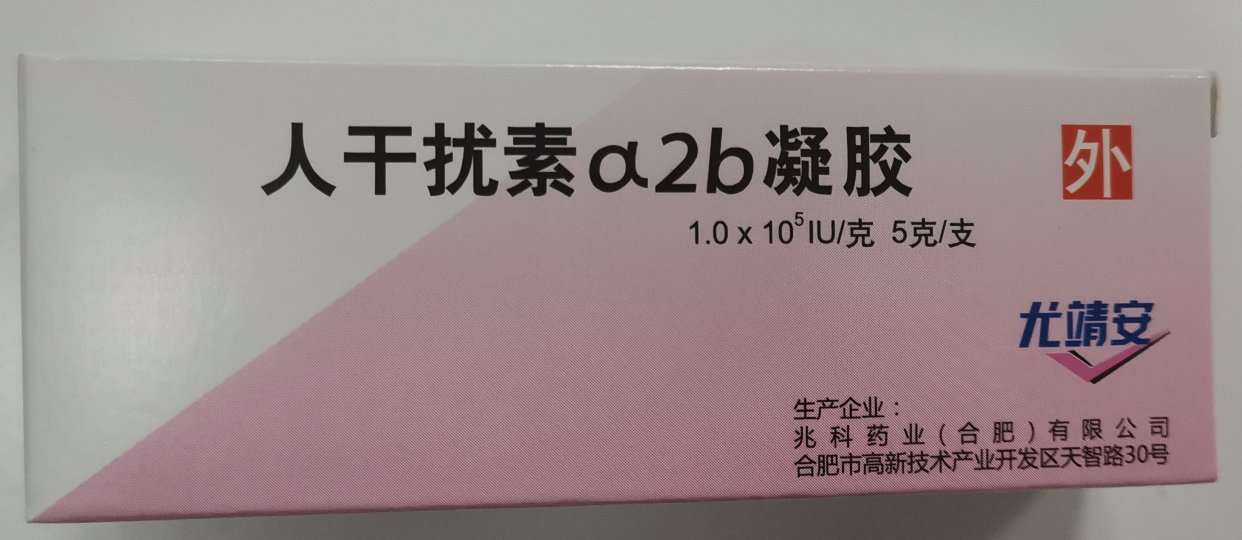 人干扰素α2b凝胶
外
1.0 x 10⁵IU/克 5克/支
尤靖安
生产企业：
兆科药业(合肥)有限公司
合肥市高新技术产业开发区天智路30号